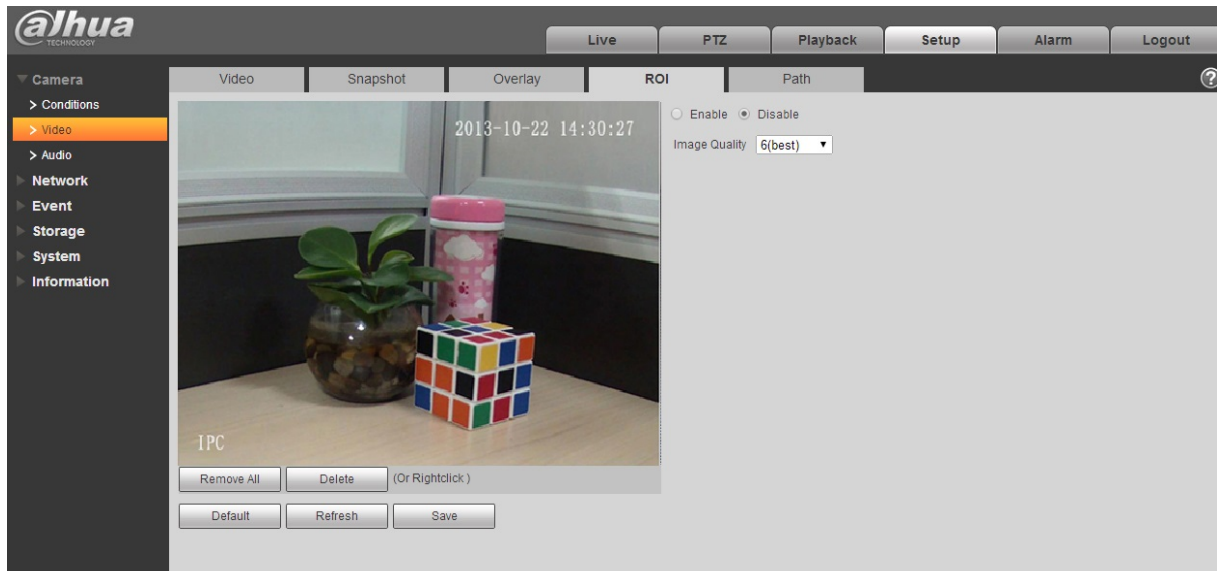 alhua
TECHNOLOGY
Live PTZ Playback Setup Alarm Logout
Camera
> Conditions
> Video
> Audio
Network
Event
Storage
System
Information
Video Snapshot Overlay ROI Path
?
2013-10-22 14:30:27
IPC
Enable Disable
Image Quality 6(best)
Remove All Delete (Or Rightclick )
Default Refresh Save